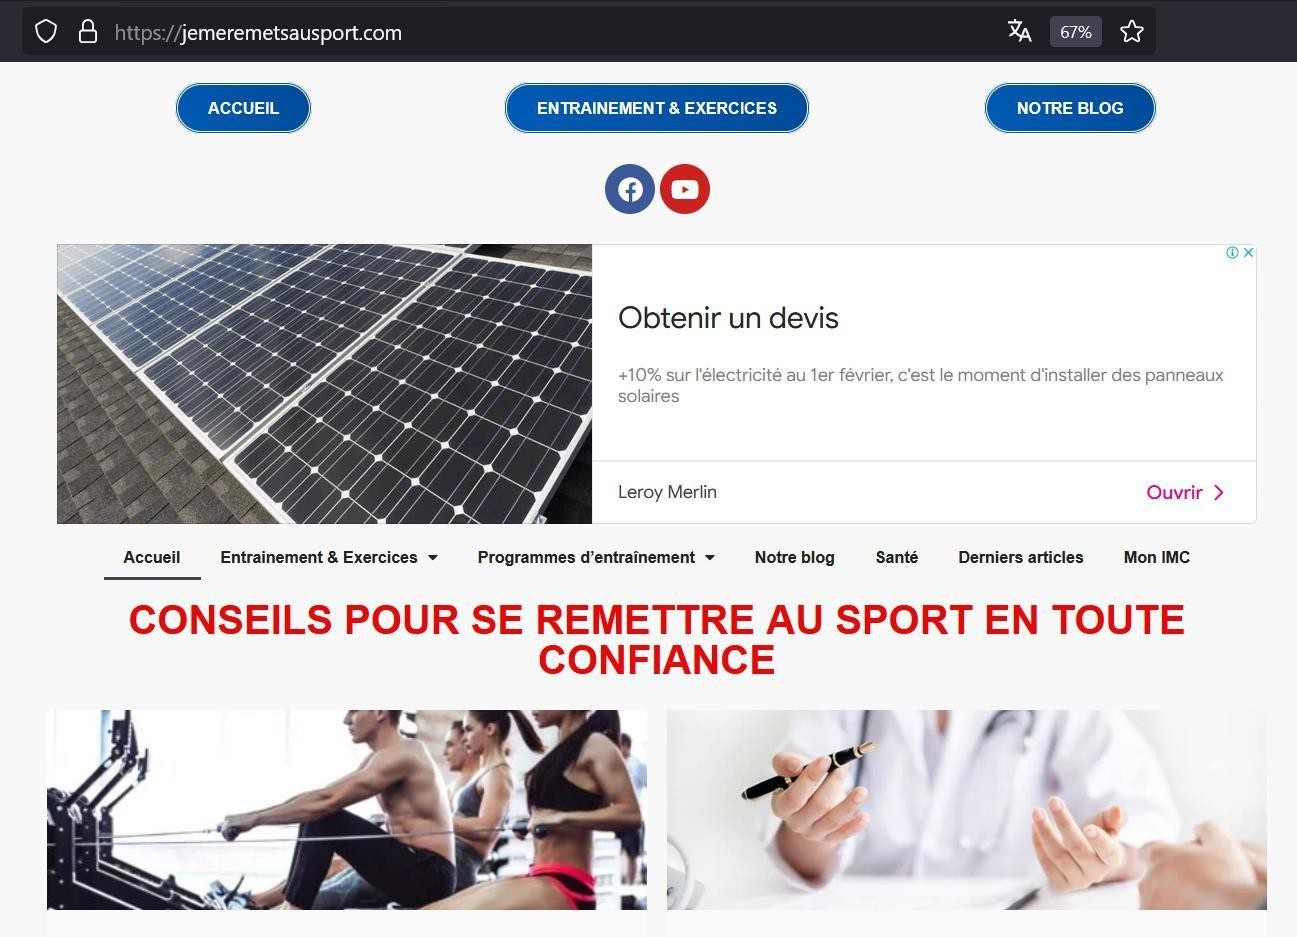 https://jemeremetsausport.com
67%
ACCUEIL
ENTRAINEMENT & EXERCICES
NOTRE BLOG
Obtenir un devis
+10% sur l'électricité au 1er février, c'est le moment d'installer des panneaux
solaires
Leroy Merlin
Ouvrir
Accueil
Entrainement & Exercices
Programmes d’entraînement
Notre blog
Santé
Derniers articles
Mon IMC
CONSEILS POUR SE REMETTRE AU SPORT EN TOUTE
CONFIANCE